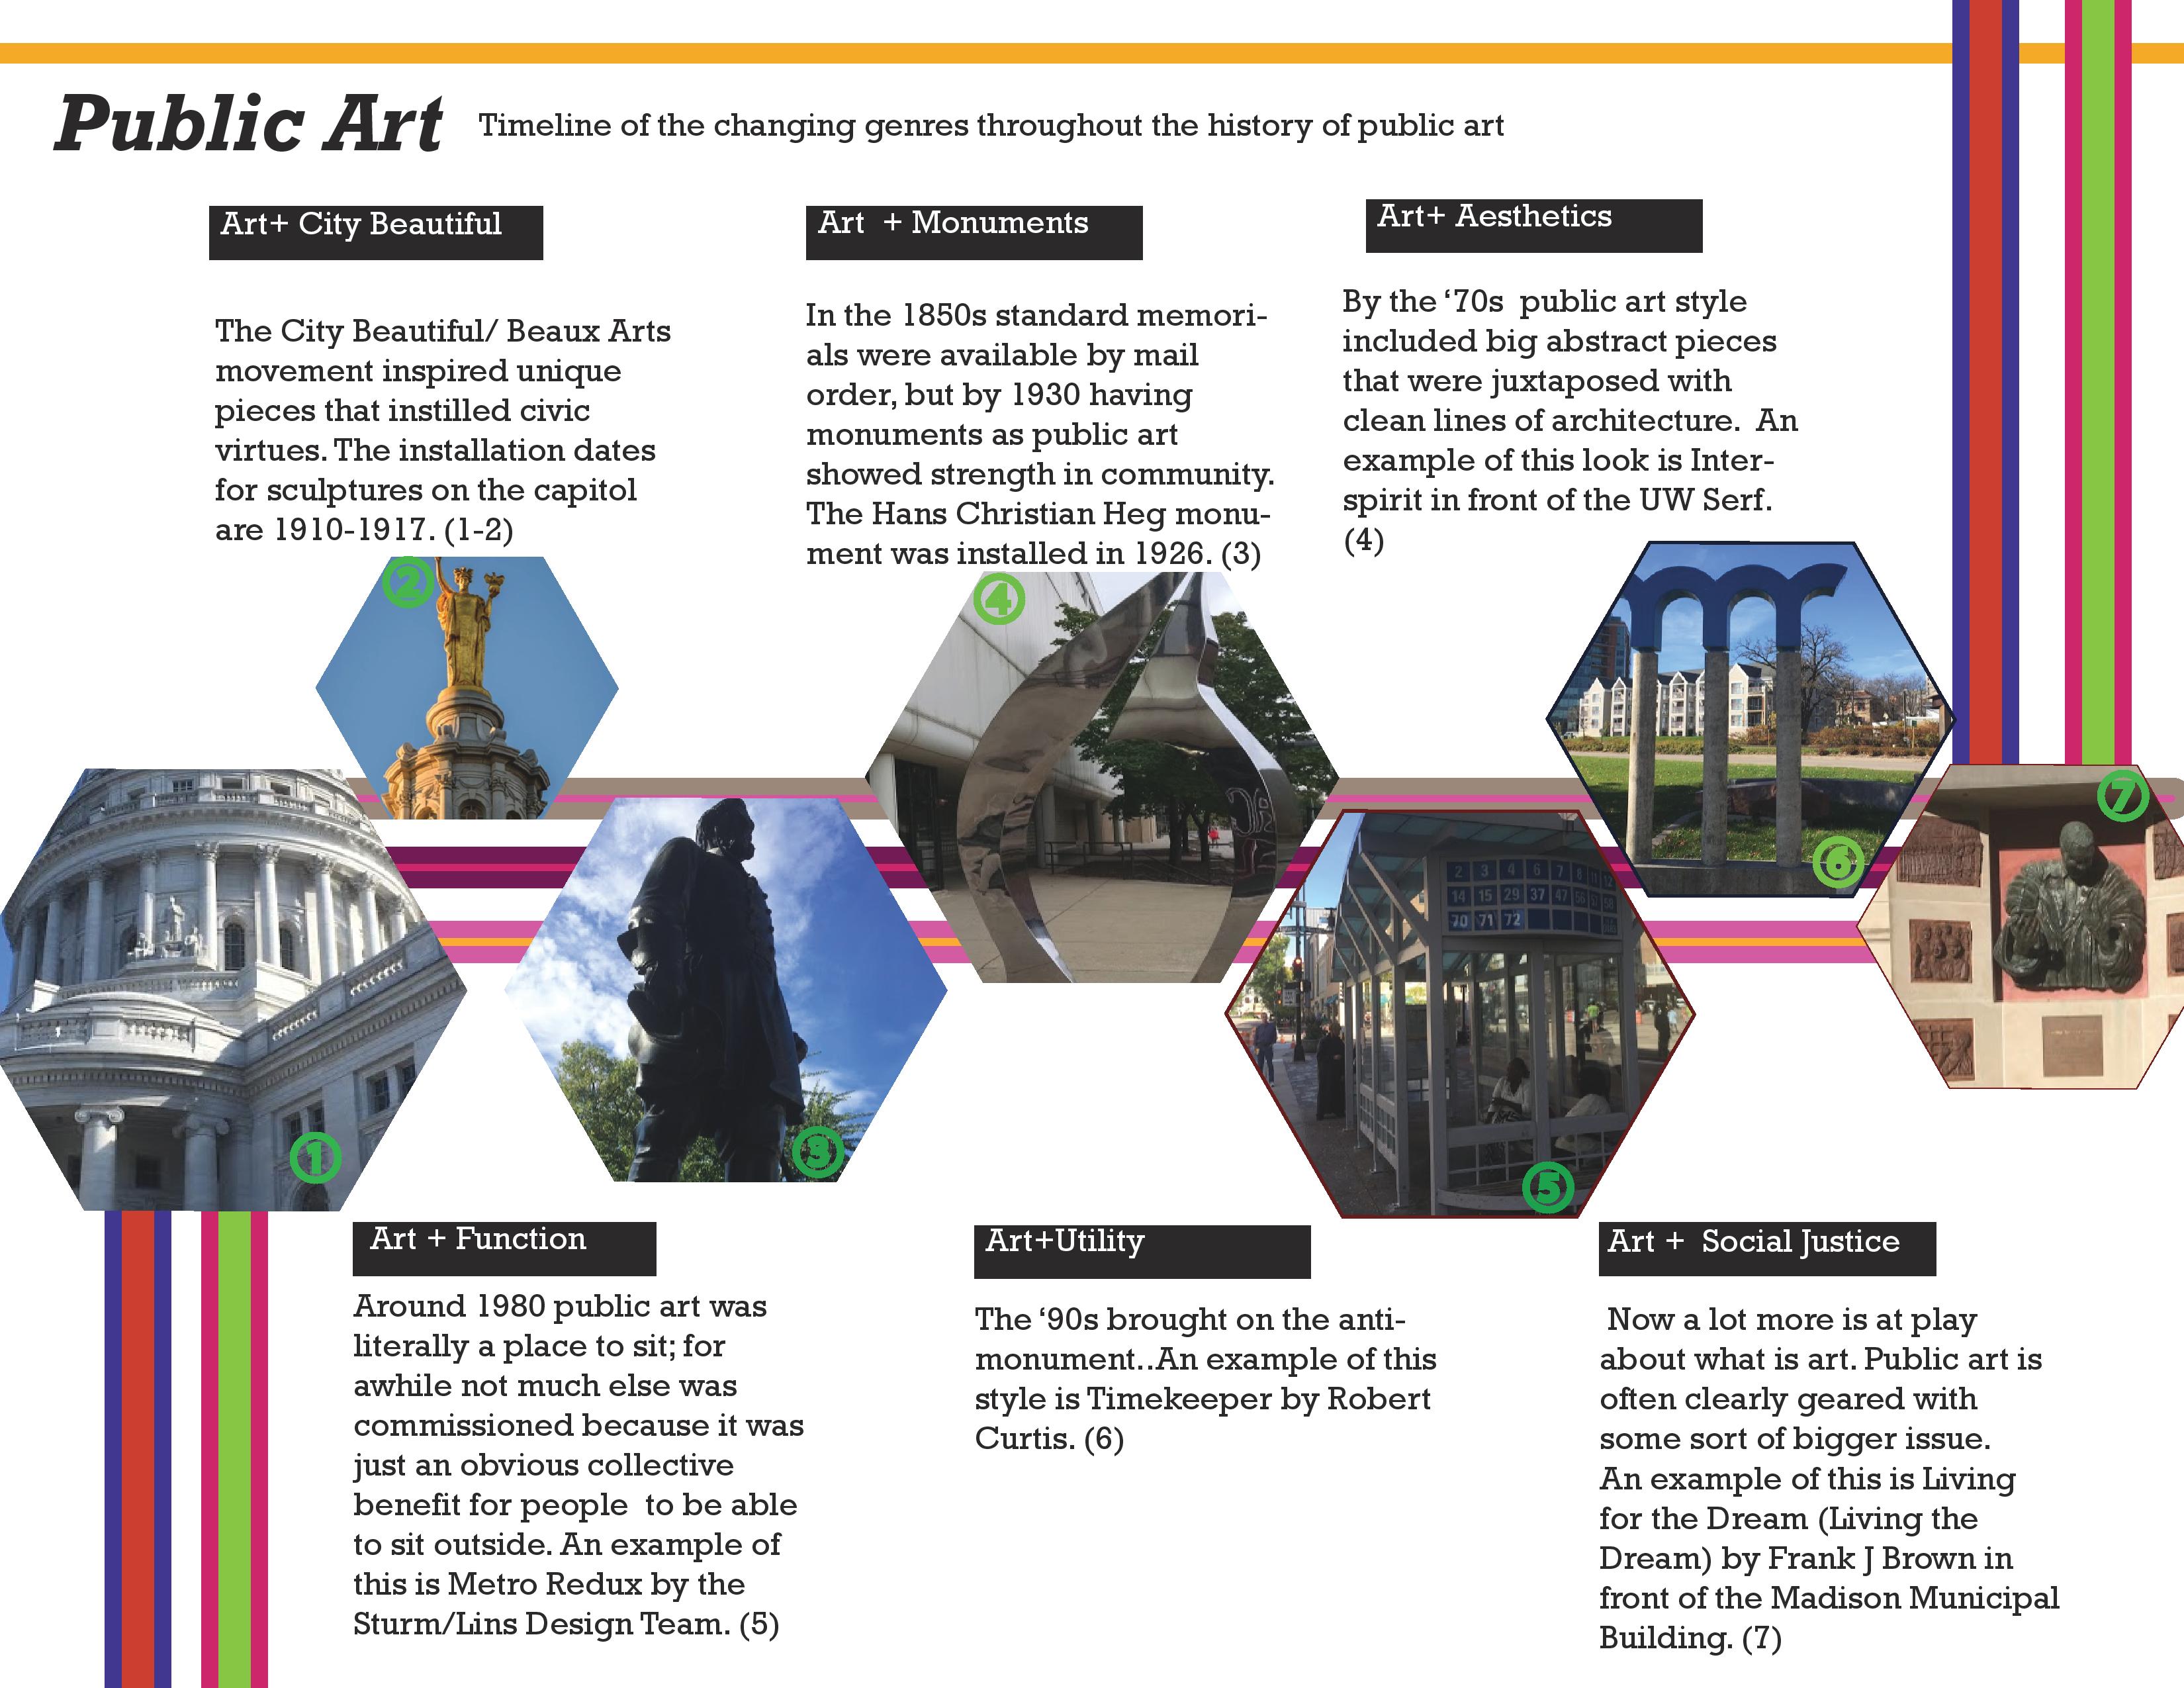 Public Art
Timeline of the changing genres throughout the history of public art
Art+ City Beautiful
The City Beautiful/ Beaux Arts
movement inspired unique
pieces that instilled civic
virtues. The installation dates
for sculptures on the capitol
are 1910-1917. (1-2)
Art + Monuments
In the 1850s standard memori-
als were available by mail
order, but by 1930 having
monuments as public art
showed strength in community.
The Hans Christian Heg monu-
ment was installed in 1926. (3)
Art+ Aesthetics
By the ‘70s public art style
included big abstract pieces
that were juxtaposed with
clean lines of architecture. An
example of this look is Inter-
spirit in front of the UW Serf.
(4)
2
4
7
6
2 3 4 6 7 8
14 15 29 37 47
70 71 72
1
3
5
Art + Function
Around 1980 public art was
literally a place to sit; for
awhile not much else was
commissioned because it was
just an obvious collective
benefit for people to be able
to sit outside. An example of
this is Metro Redux by the
Sturm/Lins Design Team. (5)
Art+Utility
The ‘90s brought on the anti-
monument..An example of this
style is Timekeeper by Robert
Curtis. (6)
Art + Social Justice
Now a lot more is at play
about what is art. Public art is
often clearly geared with
some sort of bigger issue.
An example of this is Living
for the Dream (Living the
Dream) by Frank J Brown in
front of the Madison Municipal
Building. (7)